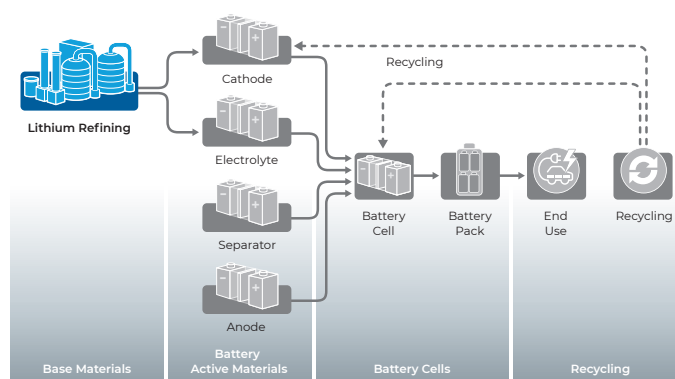 Recycling
Cathode
Lithium Refining
Electrolyte
Battery
Cell
Battery
Pack
End
Use
Recycling
Separator
Anode
Base Materials
Battery
Active Materials
Battery Cells
Recycling